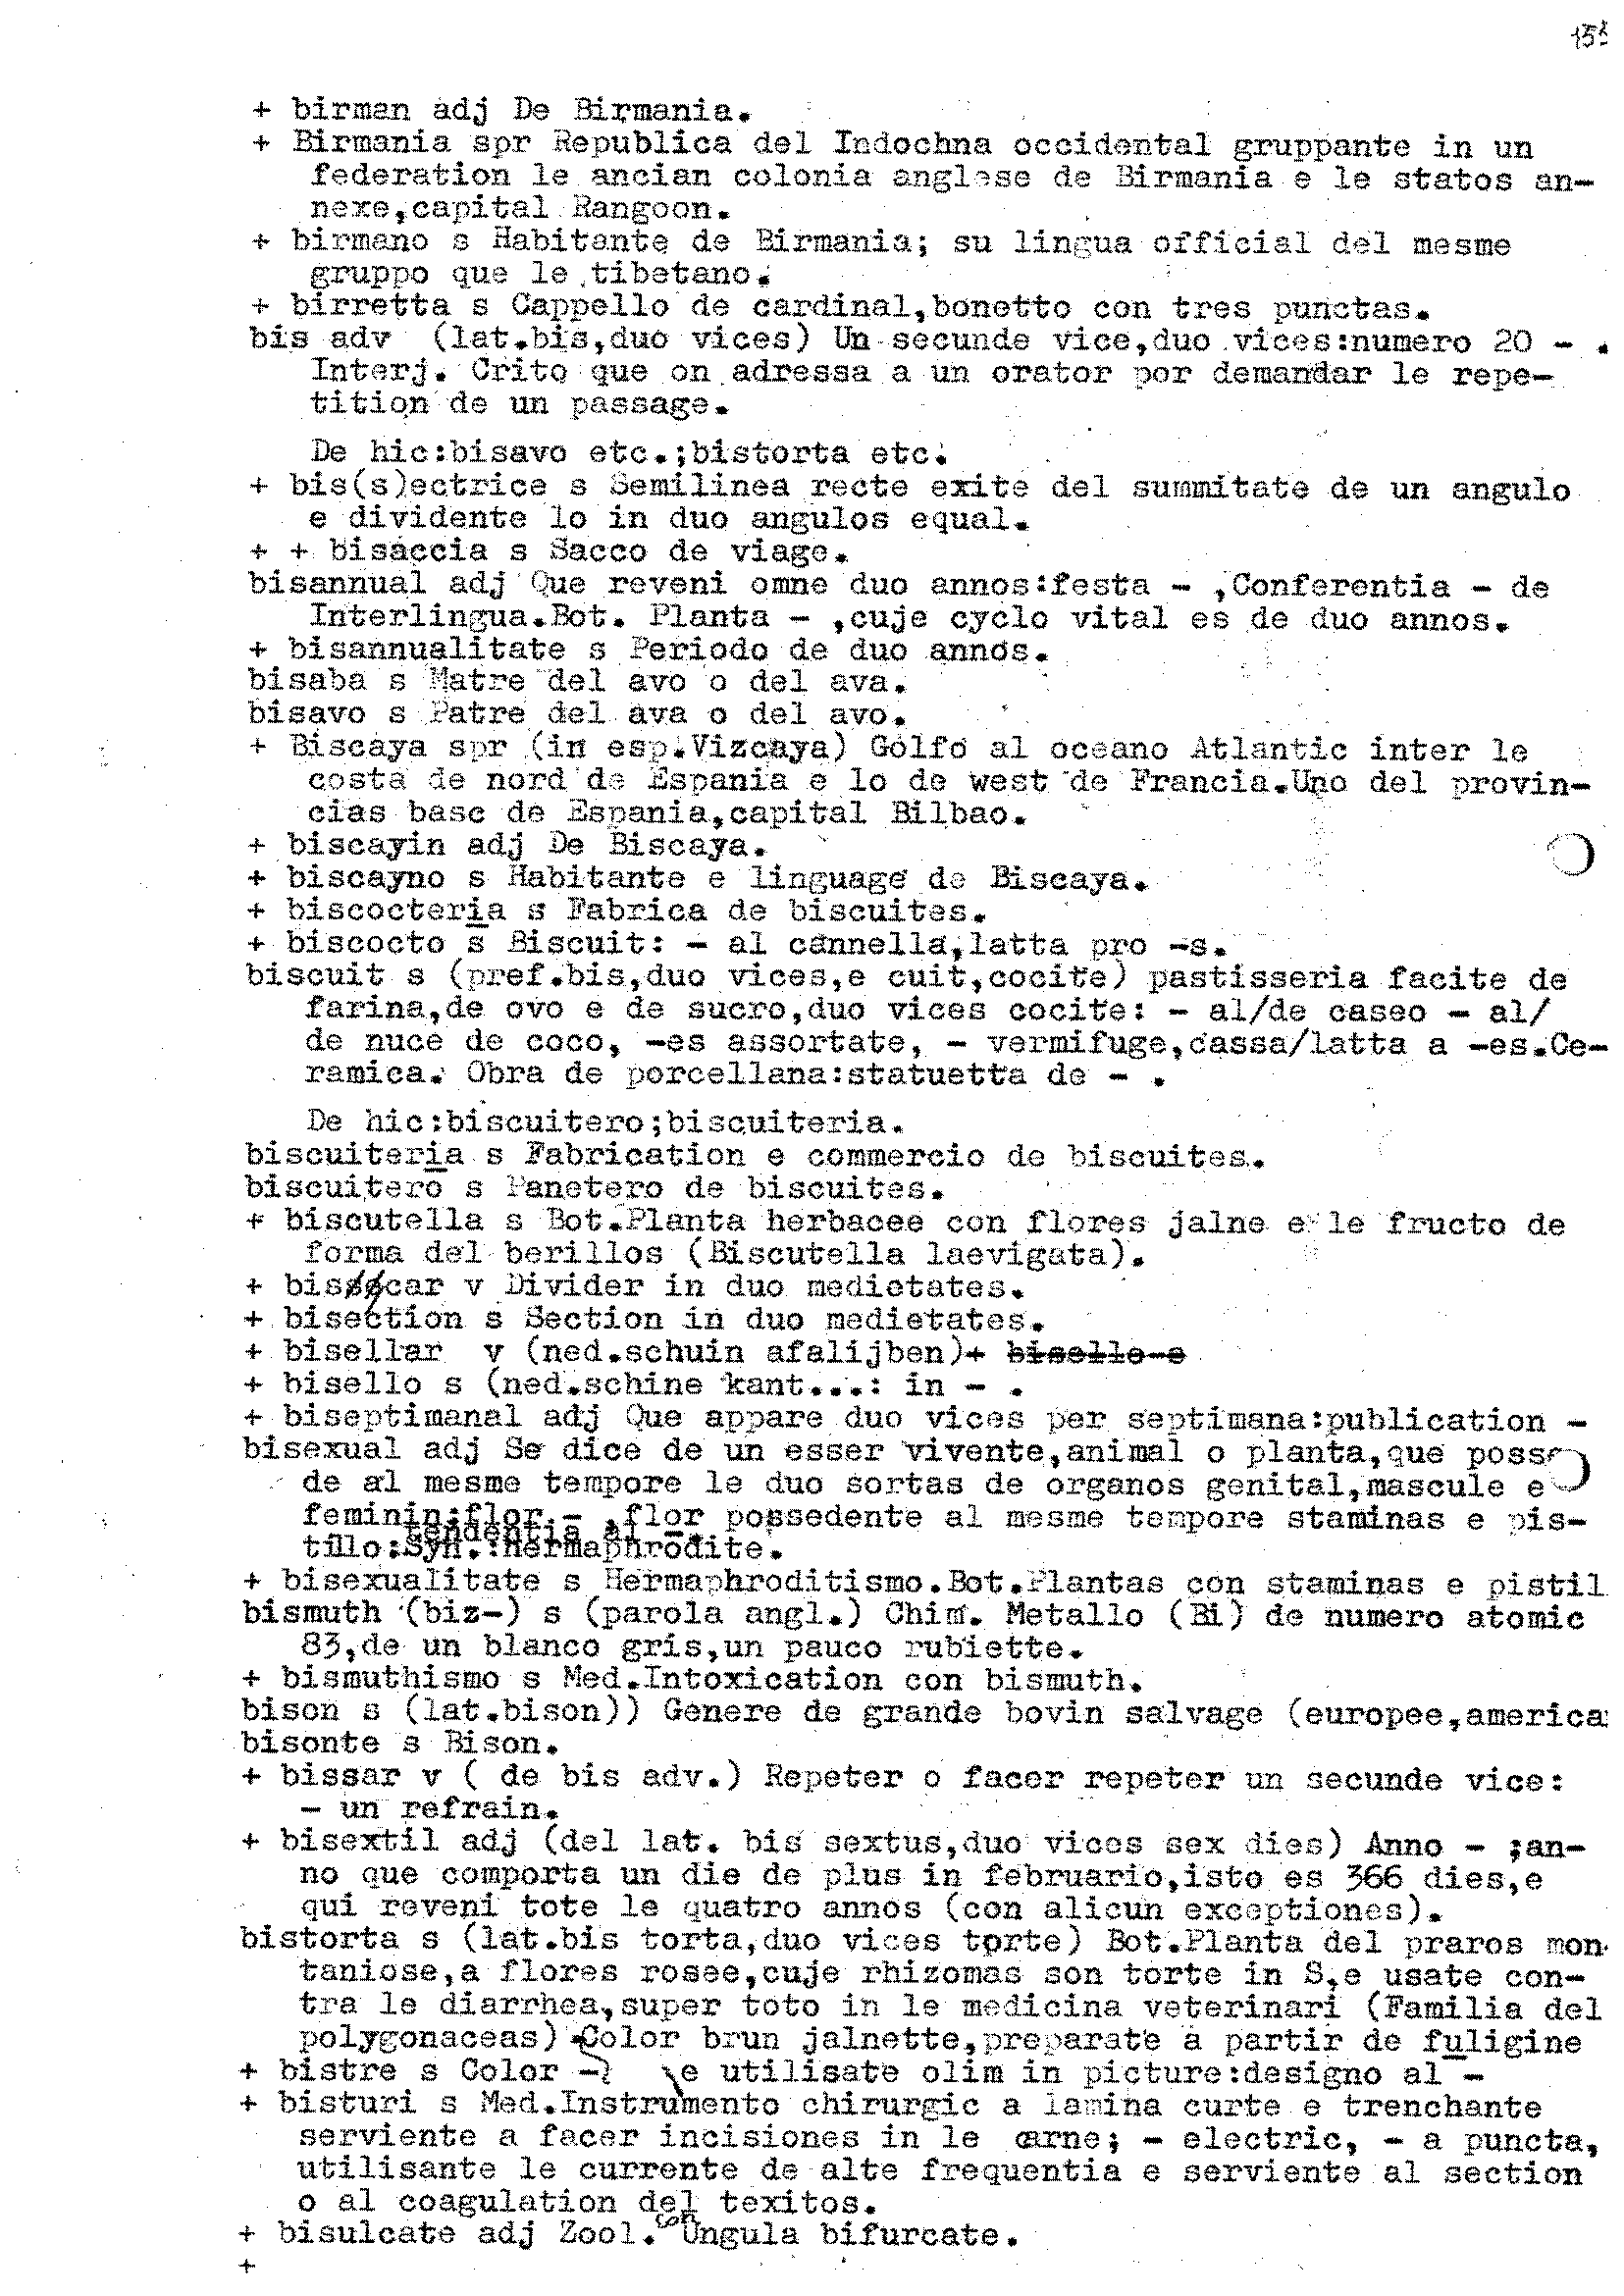 + birman adj De Birmania.
+ Birmania spr Republica del Indochna occidental gruppante in un
federation le ancian colonia anglese de Birmania e le statos an-
nexe,capital Rangoon.
+ birmano s Habitante de Birmania; su lingua official del mesme
gruppo que le tibetano.
+ birretta s Cappello de cardinal,bonetto con tres punctas.
bis adv (lat.bis,duo vices) Un secunde vice,duo vices:numero 20 - .
Interj. Crito que on adressa a un orator por demandar le repe-
tition de un passage.
De hic:bisavo etc.;bistorta etc.
+ bis(s)ectrice s Semilinea recte exite del summitate de un angulo
e dividente lo in duo angulos equal.
+ + bisaccia s Sacco de viage.
bisannual adj Que reveni omne duo annos:festa - ,Conferentia - de
Interlingua.Bot. Planta - ,cuje cyclo vital es de duo annos.
+ bisannualitate s Periodo de duo annos.
bisaba s Matre del avo o del ava.
bisavo s Patre del ava o del avo.
+ Biscaya spr (in esp.Vizcaya) Golfo al oceano Atlantic inter le
costa de nord de Espania e lo de west de Francia.Uno del provin-
cias basc de Espania,capital Bilbao.
+ biscayin adj De Biscaya.
+ biscayno s Habitante e linguage de Biscaya.
+ biscocteria s Fabrica de biscuites.
+ biscocto s Biscuit: - al cannella,latta pro -s.
biscuit s (pref.bis,duo vices,e cuit,cocite) pastisseria facite de
farina,de ovo e de sucro,duo vices cocite: - al/de caseo - al/
de nuce de coco, -es assortate, - vermifuge,cassa/latta a -es.Ce-
ramica. Obra de porcellana:statuetta de - .
De hic:biscuitero;biscuiteria.
biscuiteria s Fabrication e commercio de biscuites.
biscuitero s Panetero de biscuites.
+ biscutella s Bot.Planta herbacee con flores jalne e le fructo de
forma del berillos (Biscutella laevigata).
+ bissecar v Divider in duo medietates.
+ bisection s Section in duo medietates.
+ bisellar v (ned.schuin afalijben)+ bisello s
+ bisello s (ned.schine kant...: in - .
+ biseptimanal adj Que appare duo vices per septimana:publication -
bisexual adj Se dice de un esser vivente,animal o planta,que posse
de al mesme tempore le duo sortas de organos genital,mascule e
feminin:flor - ,flor possedente al mesme tempore staminas e pis-
tendentia al -.
tillo:Syn.:hermaphrodite.
+ bisexualitate s Hermaphroditismo.Bot.Plantas con staminas e pistil
bismuth (biz-) s (parola angl.) Chim. Metallo (Bi) de numero atomic
83,de un blanco gris,un pauco rubiette.
+ bismuthismo s Med.Intoxication con bismuth.
bison s (lat.bison)) Genere de grande bovin salvage (europee,america
bisonte s Bison.
+ bissar v ( de bis adv.) Repeter o facer repeter un secunde vice:
- un refrain.
+ bisextil adj (del lat. bis sextus,duo vices sex dies) Anno - ;an-
no que comporta un die de plus in februario,isto es 366 dies,e
qui reveni tote le quatro annos (con alicun exceptiones).
bistorta s (lat.bis torta,duo vices torte) Bot.Planta del praros mon
taniose,a flores rosee,cuje rhizomas son torte in S,e usate con-
tra le diarrhea,super toto in le medicina veterinari (Familia del
polygonaceas).Color brun jalnette,preparate a partir de fuligine
+ bistre s Color - e utilisate olim in picture:designo al -
+ bisturi s Med.Instrumento chirurgic a lamina curte e trenchante
serviente a facer incisiones in le carne; - electric, - a puncta,
utilisante le currente de alte frequentia e serviente al section
o al coagulation del texitos.
+ bisulcate adj Zool. con Ungula bifurcate.
+